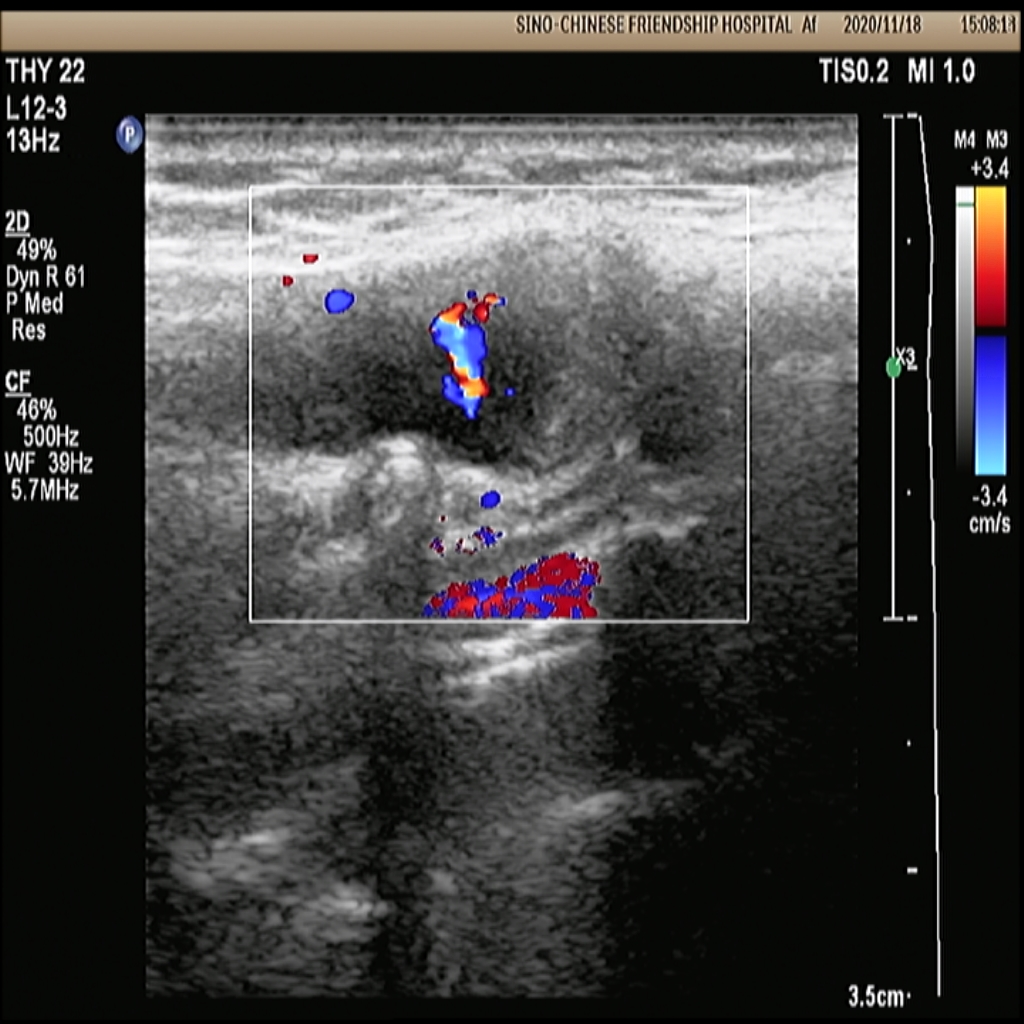 SINO-CHINESE FRIENDSHIP HOSPITAL Af 2020/11/18 15:08:13
THY 22
TIS0.2 MI 1.0
L12-3
13Hz
P
M4 M3
+3.4
2D
49%
Dyn R 61
P Med
Res
X3
CF
46%
500Hz
WF 39Hz
5.7MHz
-3.4
cm/s
3.5cm